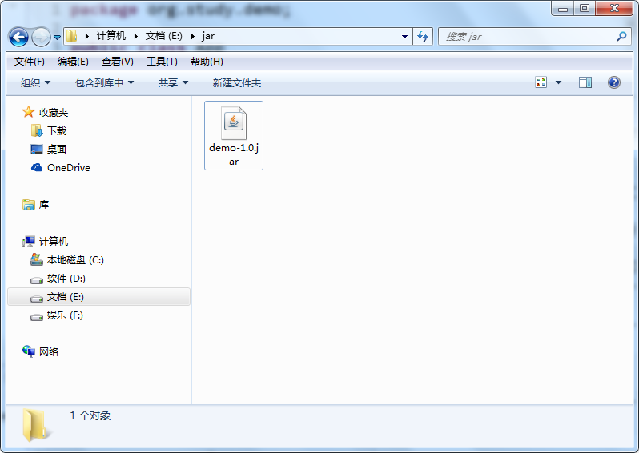 package org.study.demo;
计算机 文档 (E:) jar 搜索 jar
文件(F) 编辑(E) 查看(V) 工具(T) 帮助(H)
组织 包含到库中 共享 新建文件夹
收藏夹
下载
桌面
OneDrive
库
计算机
本地磁盘 (C:)
软件 (D:)
文档 (E:)
娱乐 (F:)
网络
demo-1.0.j
ar
1 个对象